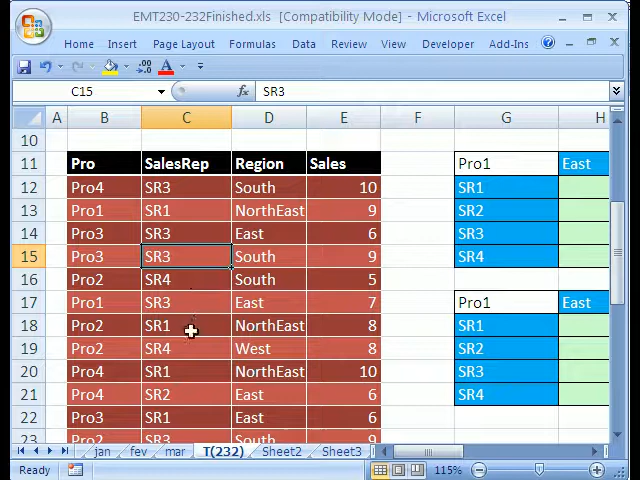 EMT230-232Finished.xls [Compatibility Mode] - Microsoft Excel
Home Insert Page Layout Formulas Data Review View Developer Add-Ins
C15 fx SR3
A B C D E F G H
10
11 Pro SalesRep Region Sales Pro1 East
12 Pro4 SR3 South 10 SR1
13 Pro1 SR1 NorthEast 9 SR2
14 Pro3 SR3 East 6 SR3
15 Pro3 SR3 South 9 SR4
16 Pro2 SR4 South 5
17 Pro1 SR3 East 7 Pro1 East
18 Pro2 SR1 NorthEast 8 SR1
19 Pro2 SR4 West 8 SR2
20 Pro4 SR1 NorthEast 10 SR3
21 Pro4 SR2 East 6 SR4
22 Pro3 SR1 East 6
23 Pro2 SR3 South 9
jan fev mar T(232) Sheet2 Sheet3
Ready 115%